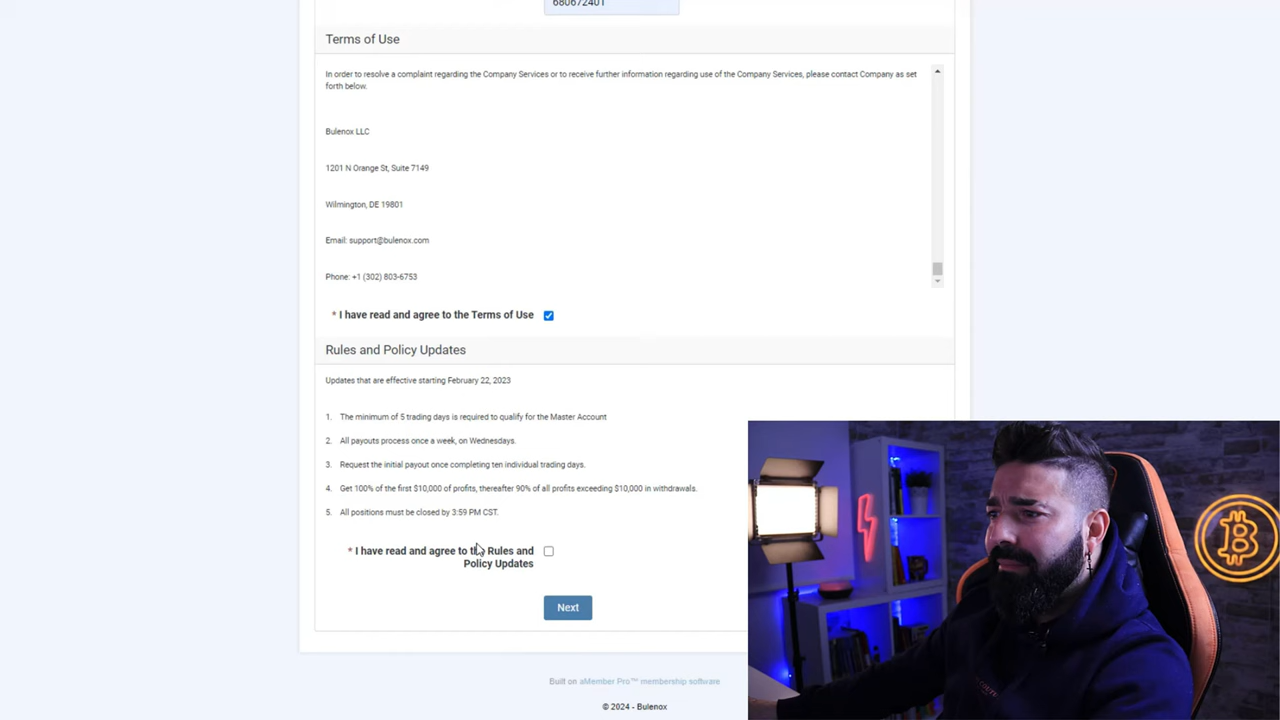 680672401
Terms of Use
In order to resolve a complaint regarding the Company Services or to receive further information regarding use of the Company Services, please contact Company as set
forth below.
Bulenox LLC
1201 N Orange St, Suite 7149
Wilmington, DE 19801
Email: support@bulenox.com
Phone: +1 (302) 803-6753
* I have read and agree to the Terms of Use
Rules and Policy Updates
Updates that are effective starting February 22, 2023
1. The minimum of 5 trading days is required to qualify for the Master Account
2. All payouts process once a week, on Wednesdays.
3. Request the initial payout once completing ten individual trading days.
4. Get 100% of the first $10,000 of profits, thereafter 90% of all profits exceeding $10,000 in withdrawals.
5. All positions must be closed by 3:59 PM CST.
* I have read and agree to the Rules and
Policy Updates
Next
Built on aMember Pro™ membership software
© 2024 - Bulenox